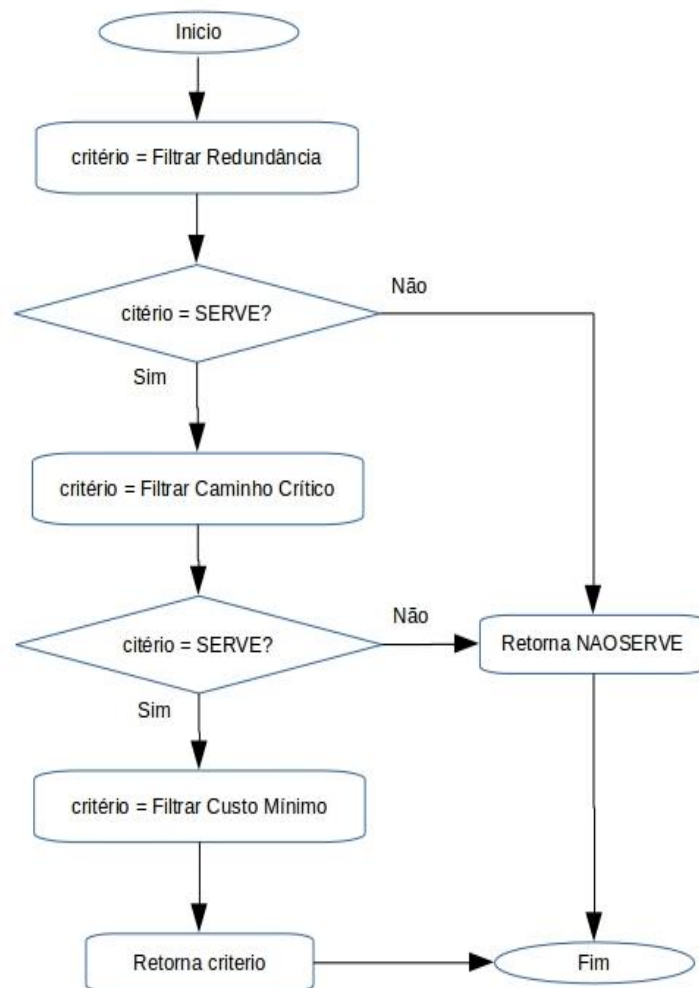 Inicio
critério = Filtrar Redundância
citério = SERVE?
Não
Sim
critério = Filtrar Caminho Crítico
citério = SERVE?
Não
Retorna NAOSERVE
Sim
critério = Filtrar Custo Mínimo
Retorna criterio
Fim